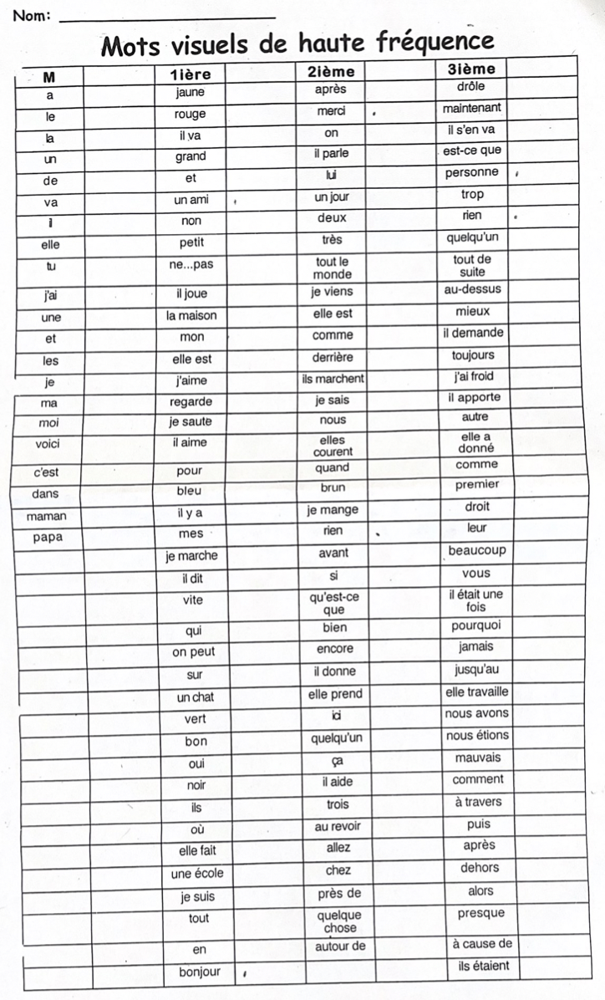 Nom:
Mots visuels de haute fréquence
M 1ière 2ième 3ième
a jaune après drôle
le rouge merci maintenant
la il va on il s'en va
un grand il parle est-ce que
de et lui personne
va un ami un jour trop
il non deux rien
elle petit très quelqu'un
tu ne...pas tout le monde tout de suite
j'ai il joue je viens au-dessus
une la maison elle est mieux
et mon comme il demande
les elle est derrière toujours
je j'aime ils marchent j'ai froid
ma regarde je sais il apporte
moi je saute nous autre
voici il aime elles courent elle a donné
c'est pour quand comme
dans bleu brun premier
maman il y a je mange droit
papa mes rien leur
je marche avant beaucoup
il dit si vous
vite qu'est-ce que il était une fois
qui bien pourquoi
on peut encore jamais
sur il donne jusqu'au
un chat elle prend elle travaille
vert ici nous avons
bon quelqu'un nous étions
oui ça mauvais
noir il aide comment
ils trois à travers
où au revoir puis
elle fait allez après
une école chez dehors
je suis près de alors
tout quelque chose presque
en autour de à cause de
bonjour ils étaient